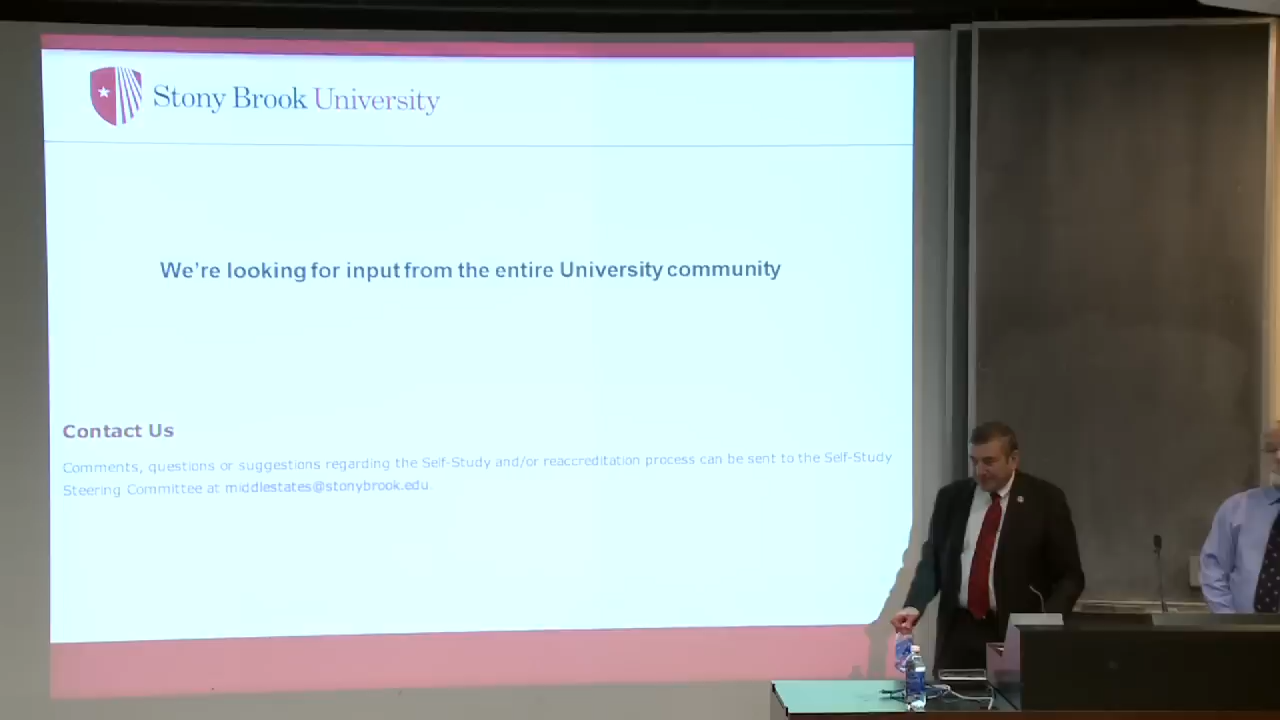 Stony Brook University
We're looking for input from the entire University community
Contact Us
Comments, questions or suggestions regarding the Self-Study and/or reaccreditation process can be sent to the Self-Study
Steering Committee at middlestates@stonybrook.edu